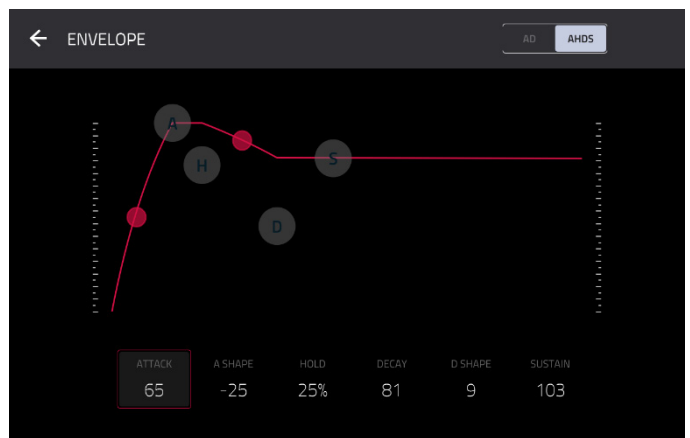 ENVELOPE
AD AHDS
A
H
S
D
ATTACK A SHAPE HOLD DECAY D SHAPE SUSTAIN
65 -25 25% 81 9 103